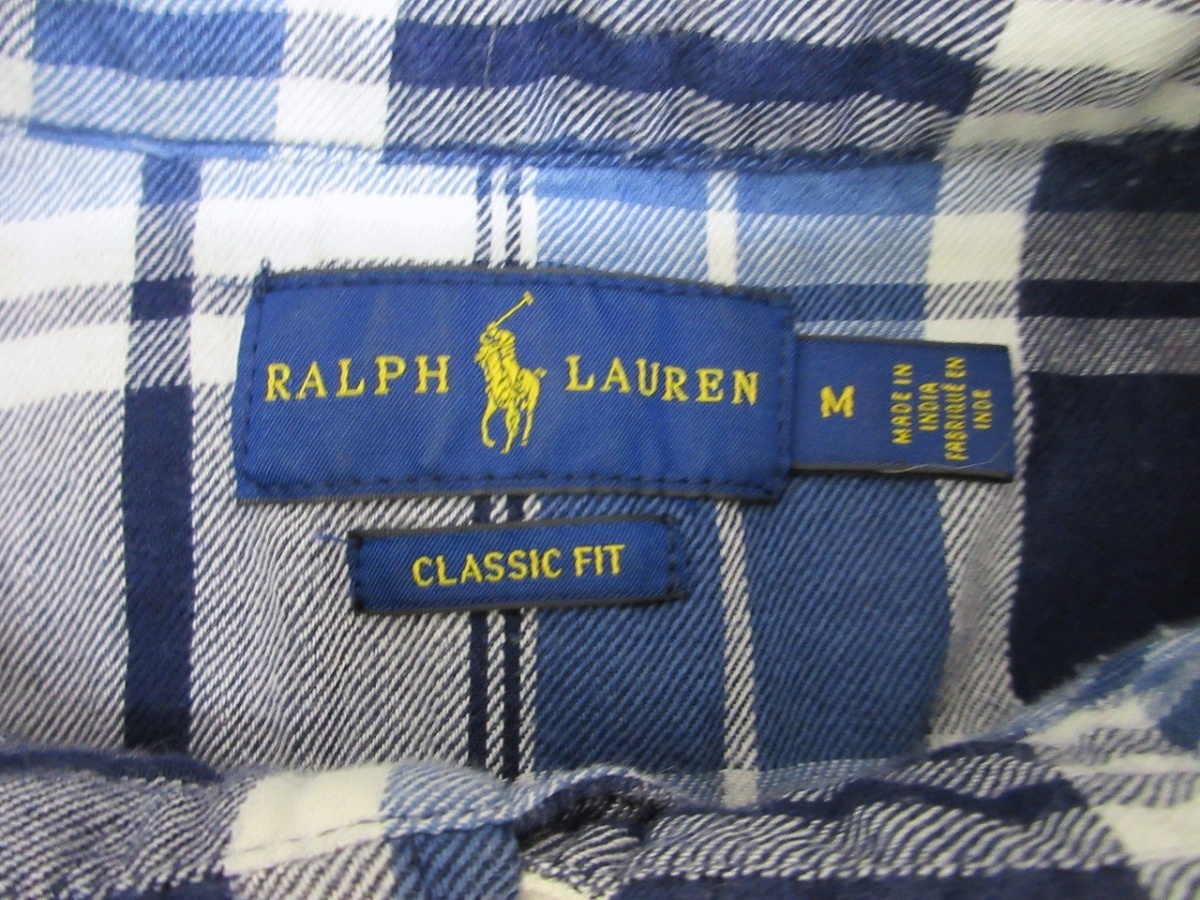 RALPH LAUREN
M
MADE IN
INDIA
FABRIQUÉ EN
INDE
CLASSIC FIT